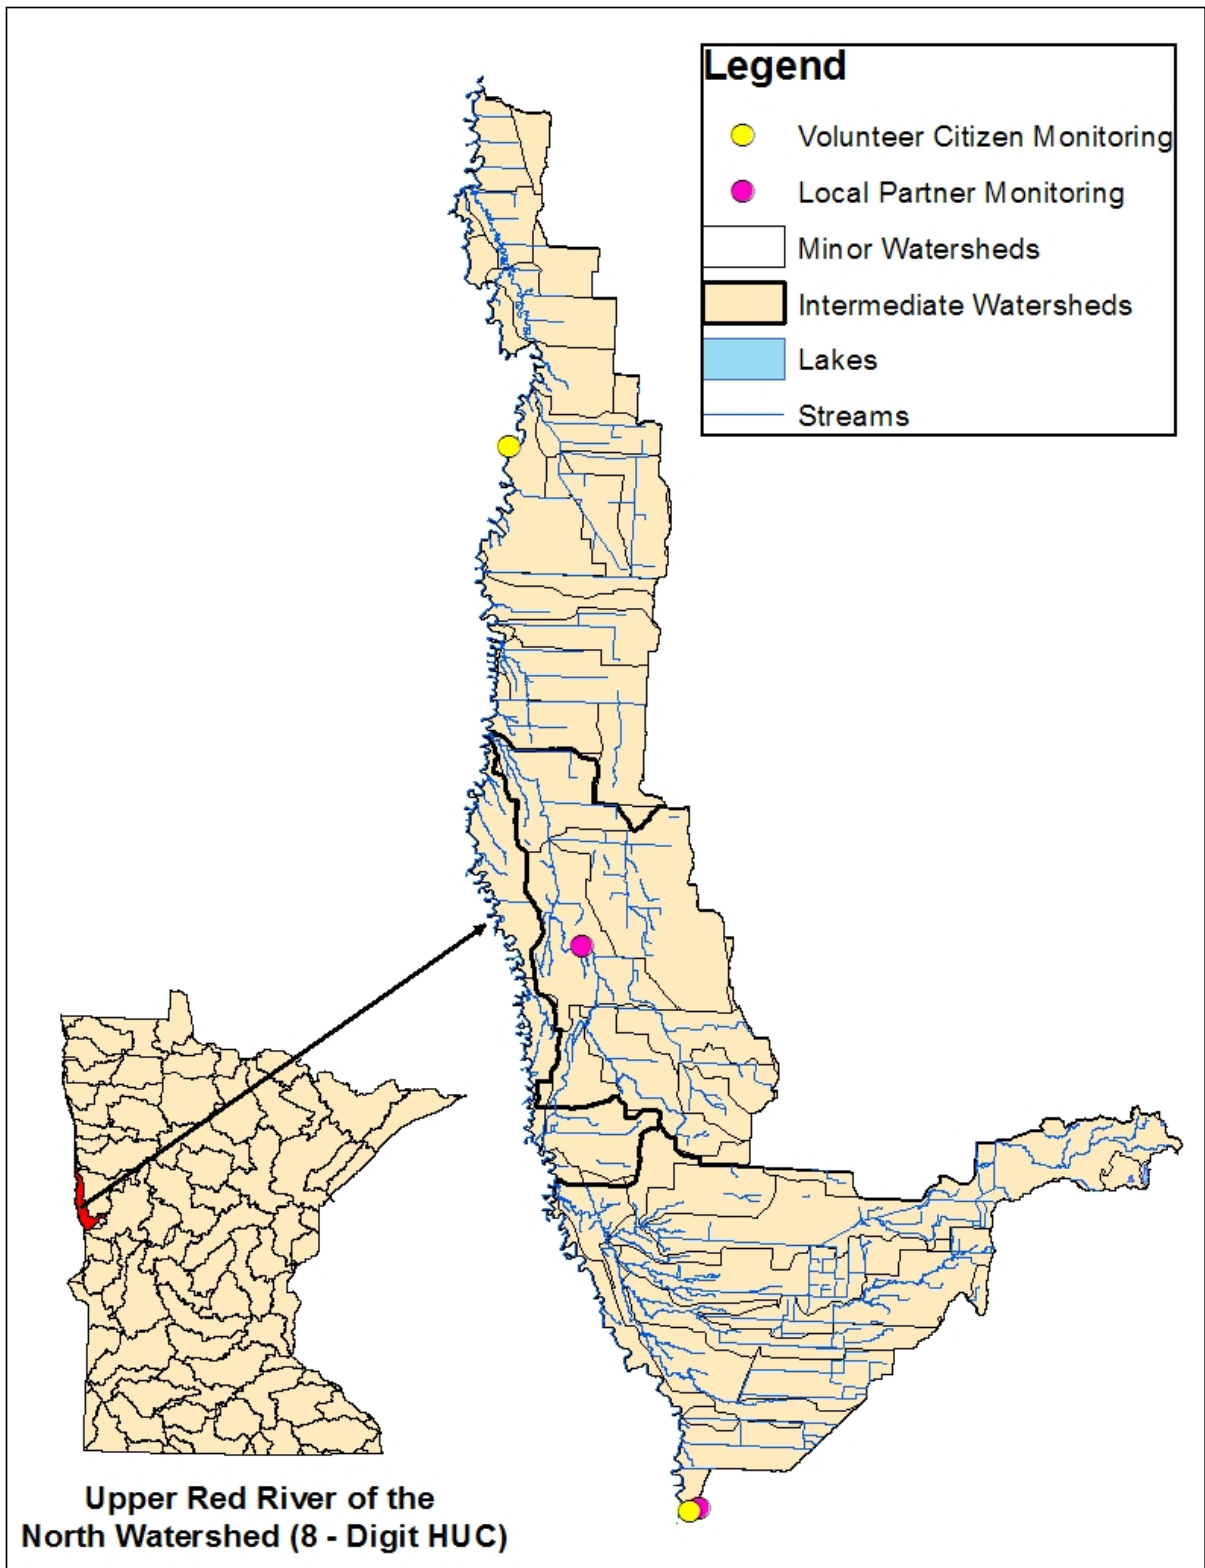 Legend
Volunteer Citizen Monitoring
Local Partner Monitoring
Minor Watersheds
Intermediate Watersheds
Lakes
Streams
Upper Red River of the
North Watershed (8 - Digit HUC)